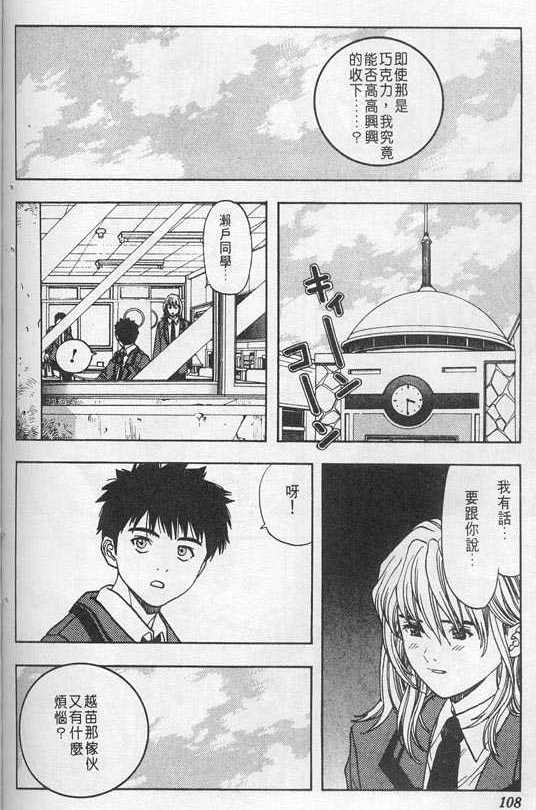 即使那是
巧克力，我究竟
能否高高興興
的收下……？
キィーン
コーン
瀨戶同學…
！
我有話…
要跟你說…
呀！
越苗那傢伙
又有什麼
煩惱？
108